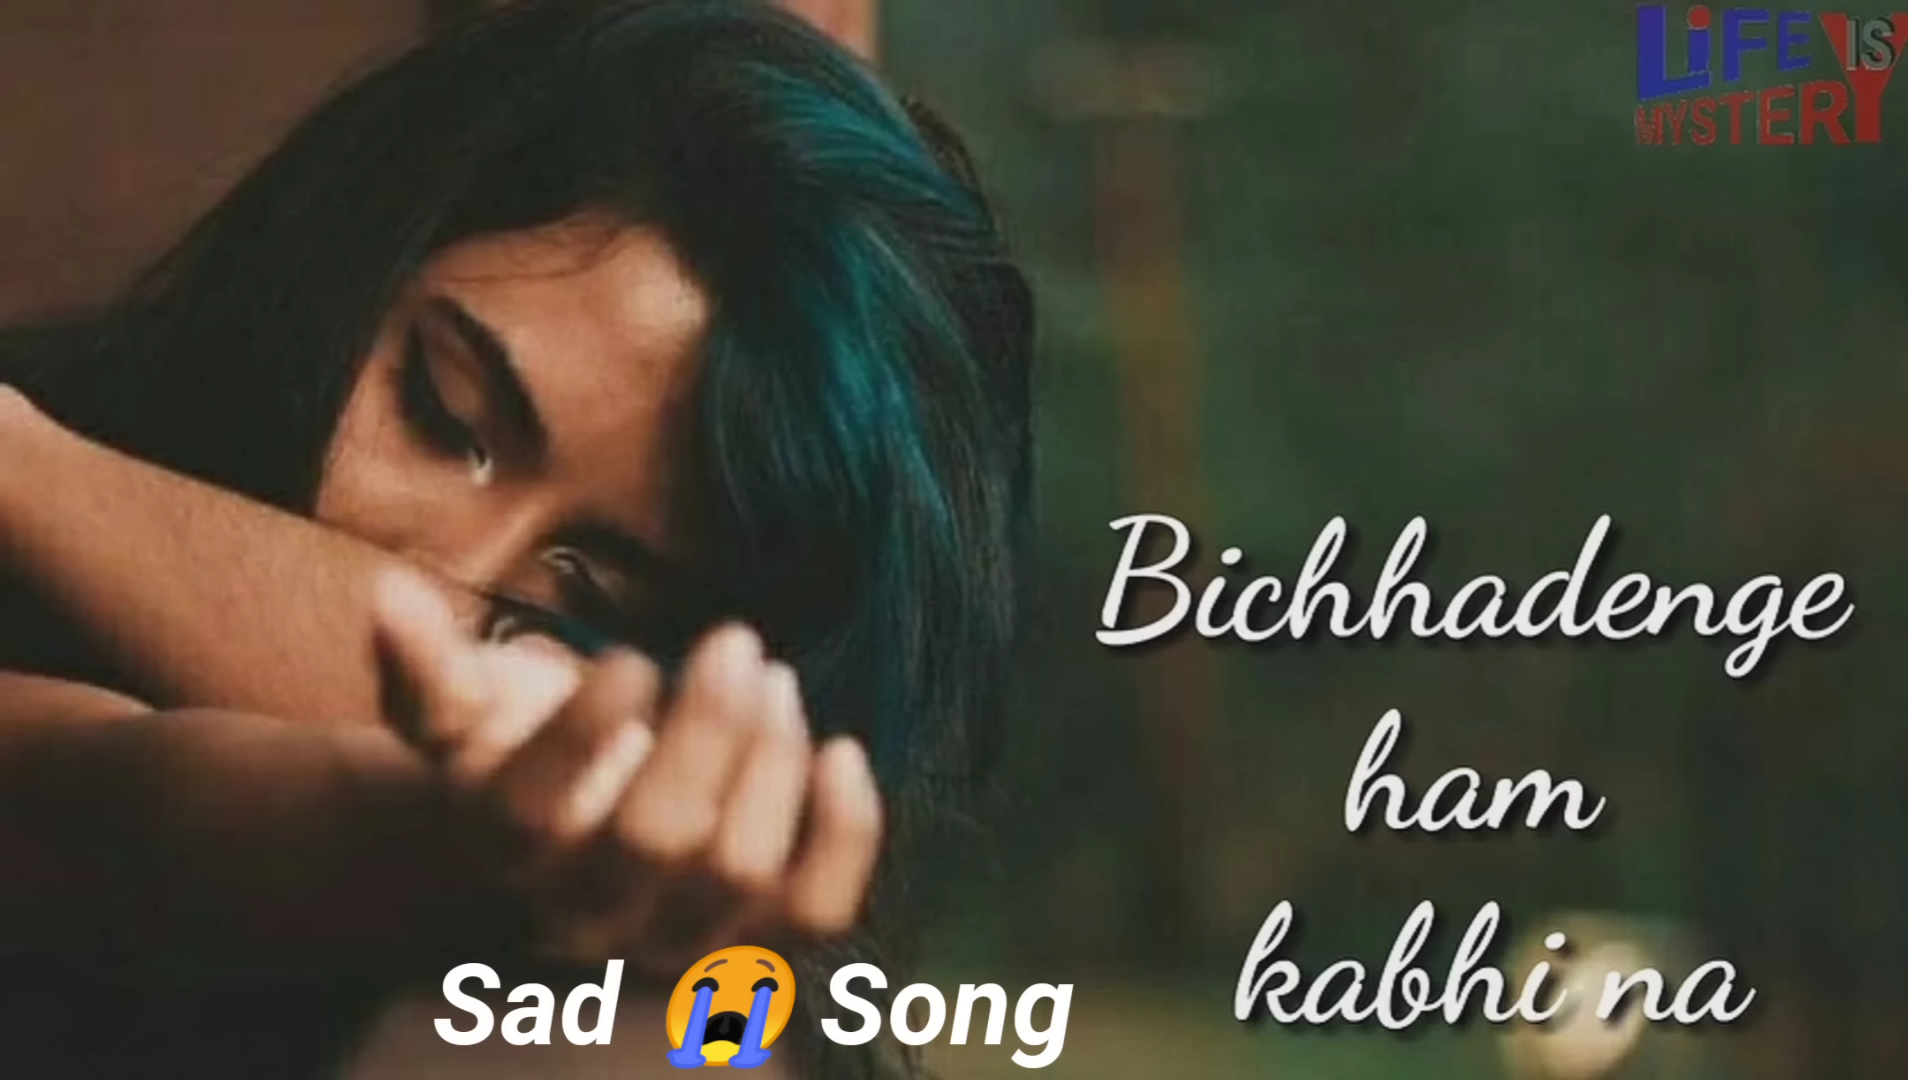 LiFE IS
MYSTERY
Bichhadenge
ham
kabhi na
Sad 😭 Song